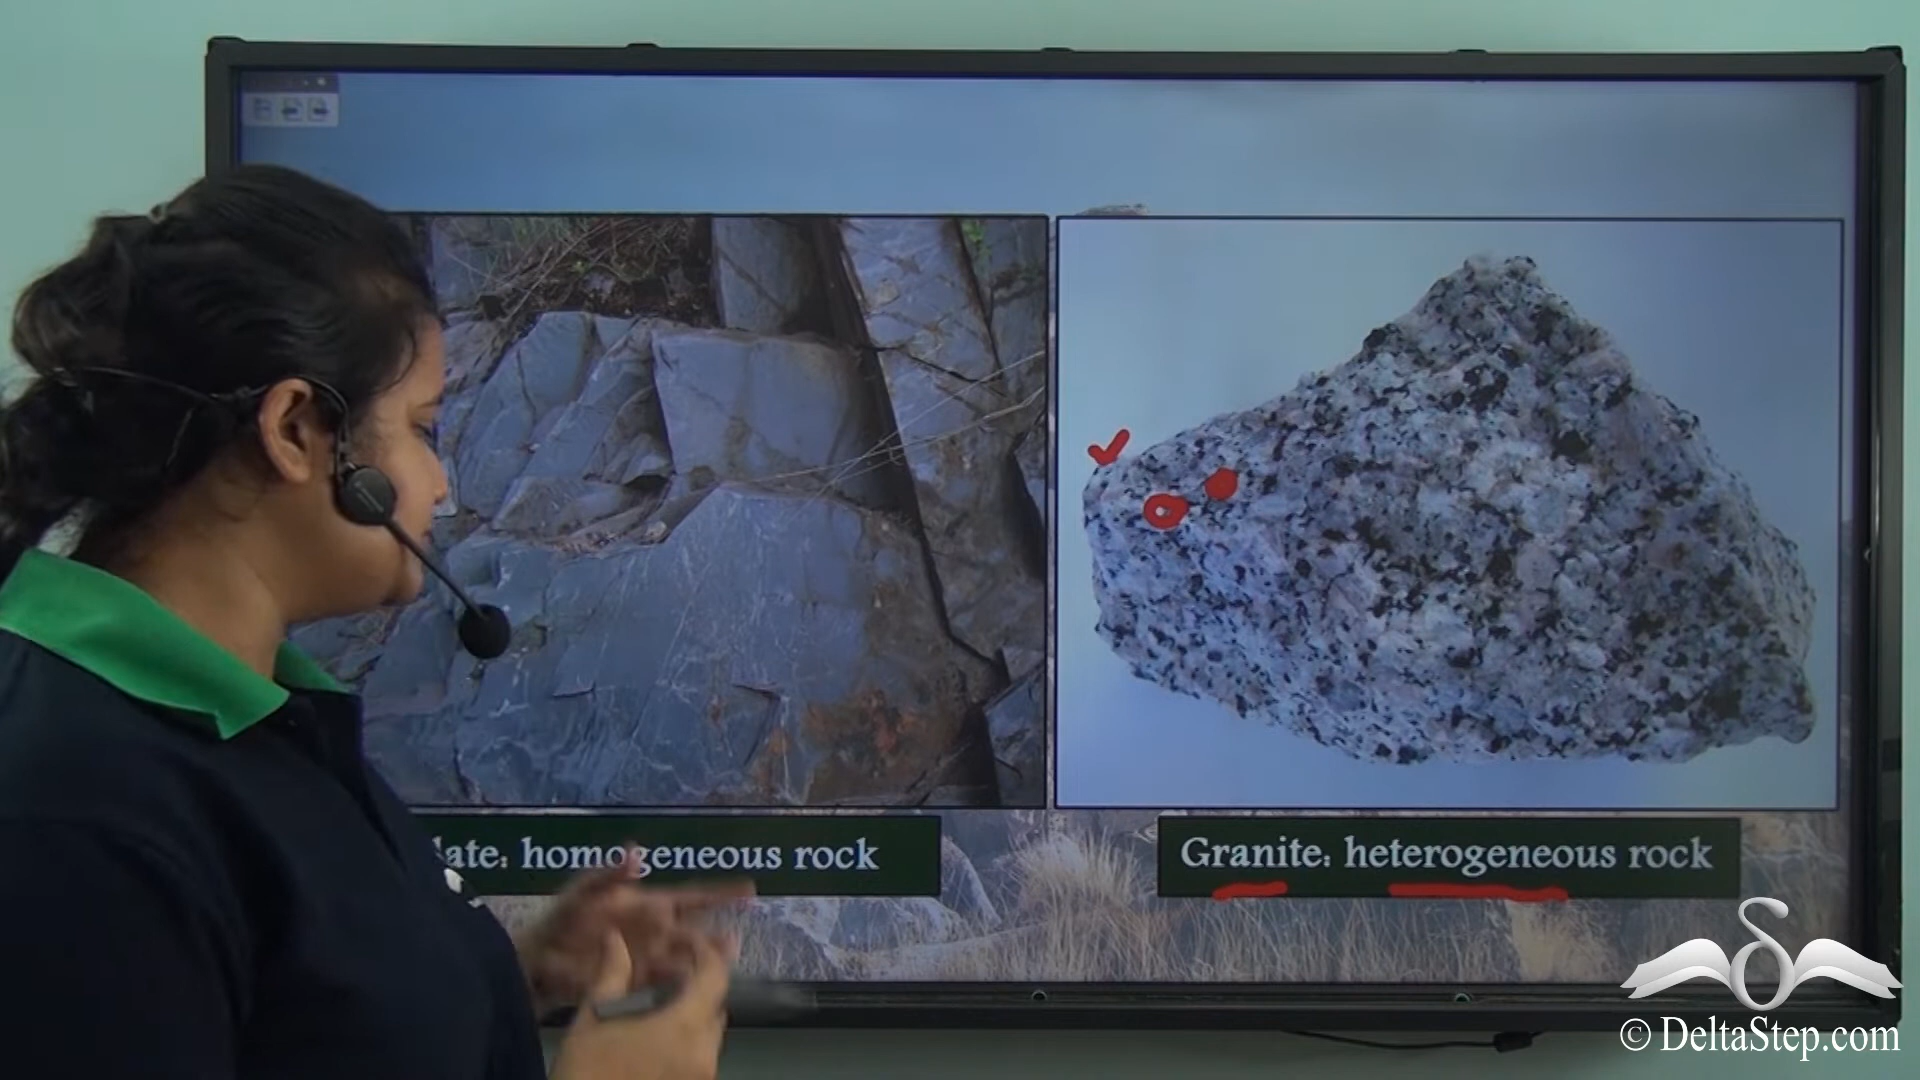 late: homogeneous rock
Granite: heterogeneous rock
© DeltaStep.com